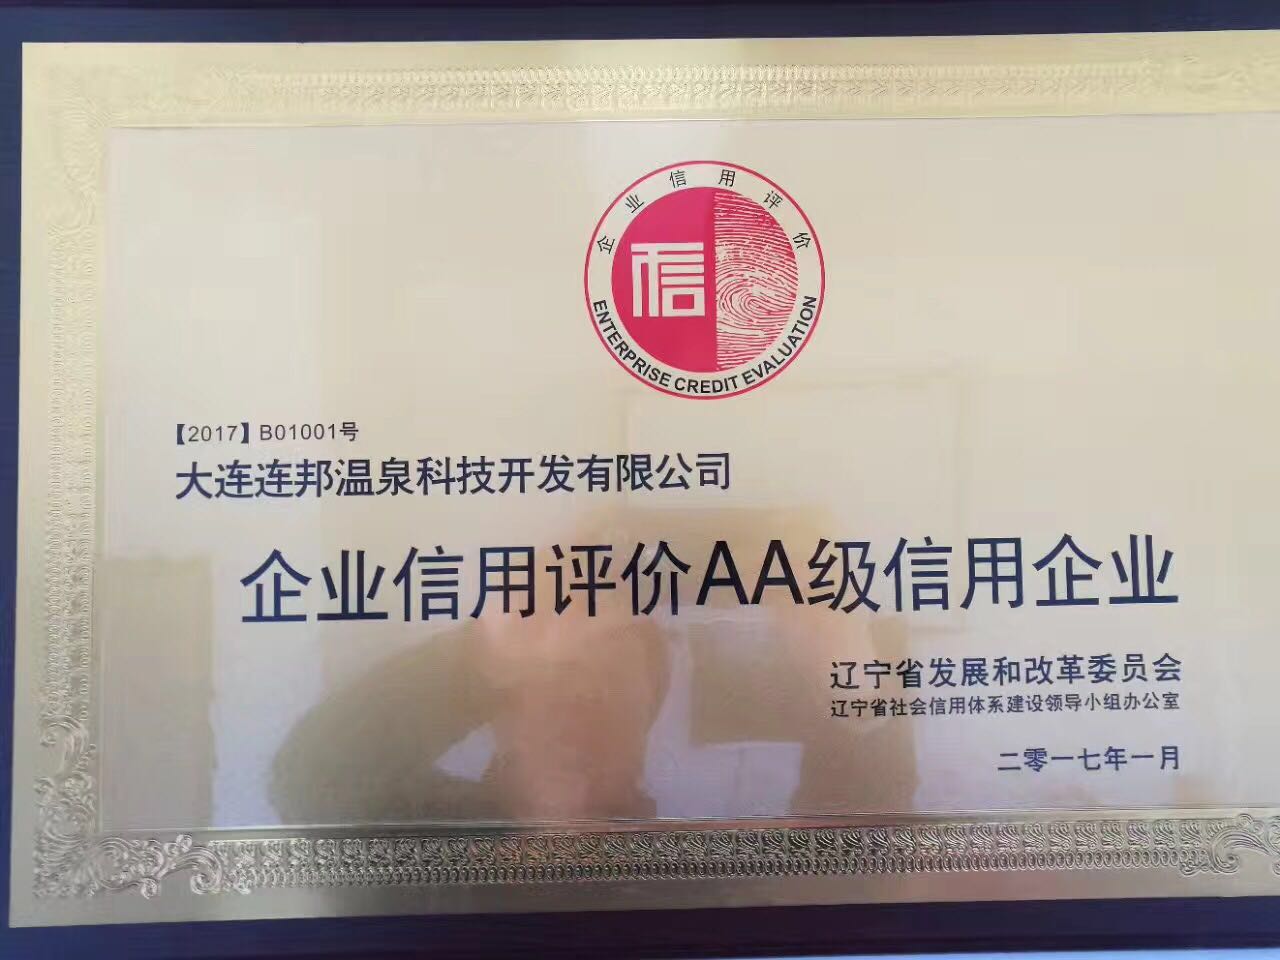 企业信用评价
信
ENTERPRISE CREDIT EVALUATION
【2017】B01001号
大连连邦温泉科技开发有限公司
企业信用评价AA级信用企业
辽宁省发展和改革委员会
辽宁省社会信用体系建设领导小组办公室
二零一七年一月